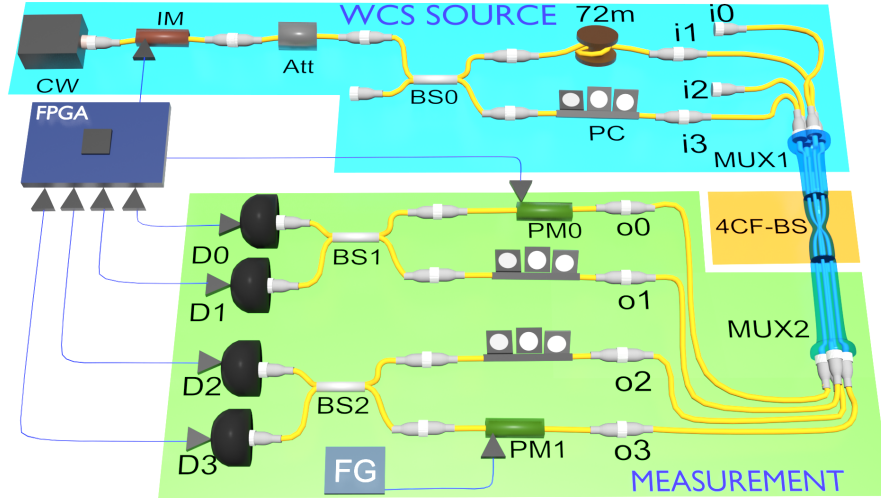 WCS SOURCE
IM
72m
i0
i1
Att
CW
BS0
i2
FPGA
PC
i3
MUX1
4CF-BS
D0
BS1
PM0
o0
D1
o1
MUX2
D2
BS2
o2
D3
FG
PM1
o3
MEASUREMENT